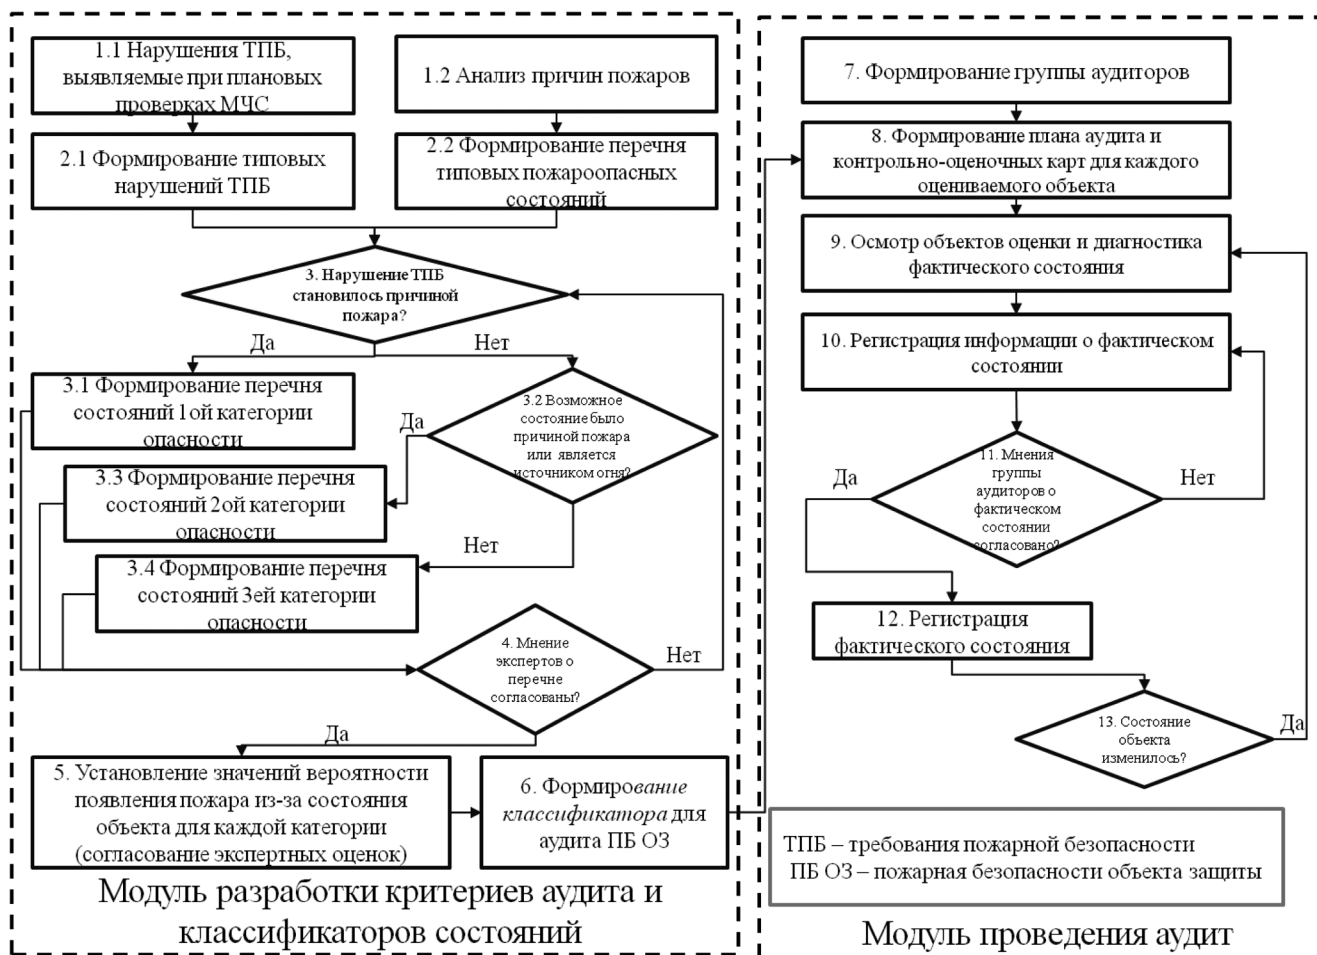 1.1 Нарушения ТПБ,
выявляемые при плановых
проверках МЧС
1.2 Анализ причин пожаров
2.1 Формирование типовых
нарушений ТПБ
2.2 Формирование перечня
типовых пожароопасных
состояний
3. Нарушение ТПБ
становилось причиной
пожара?
Да
Нет
3.1 Формирование перечня
состояний 1ой категории
опасности
3.2 Возможное
состояние было
причиной пожара
или является
источником огня?
Да
3.3 Формирование перечня
состояний 2ой категории
опасности
Нет
3.4 Формирование перечня
состояний 3ей категории
опасности
4. Мнение
экспертов о
перечне
согласованы?
Нет
Да
5. Установление значений вероятности
появления пожара из-за состояния
объекта для каждой категории
(согласование экспертных оценок)
6. Формирование
классификатора для
аудита ПБ ОЗ
Модуль разработки критериев аудита и
классификаторов состояний
7. Формирование группы аудиторов
8. Формирование плана аудита и
контрольно-оценочных карт для каждого
оцениваемого объекта
9. Осмотр объектов оценки и диагностика
фактического состояния
10. Регистрация информации о фактическом
состоянии
11. Мнения
группы
аудиторов о
фактическом
состоянии
согласовано?
Да
Нет
12. Регистрация
фактического состояния
13. Состояние
объекта
изменилось?
Да
ТПБ – требования пожарной безопасности
ПБ ОЗ – пожарная безопасности объекта защиты
Модуль проведения аудит